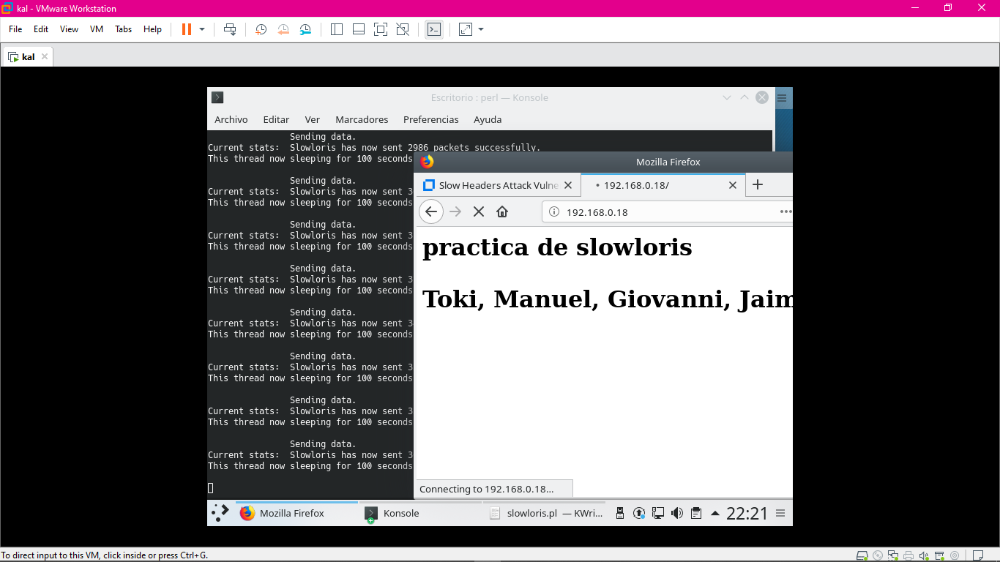 kal - VMware Workstation
File Edit View VM Tabs Help
kal
Escritorio : perl — Konsole
Archivo Editar Ver Marcadores Preferencias Ayuda
Sending data.
Current stats: Slowloris has now sent 2986 packets successfully.
This thread now sleeping for 100 seconds
Sending data.
Current stats: Slowloris has now sent 3
This thread now sleeping for 100 seconds
Sending data.
Current stats: Slowloris has now sent 3
This thread now sleeping for 100 seconds
Sending data.
Current stats: Slowloris has now sent 3
This thread now sleeping for 100 seconds
Sending data.
Current stats: Slowloris has now sent 3
This thread now sleeping for 100 seconds
Sending data.
Current stats: Slowloris has now sent 3
This thread now sleeping for 100 seconds
Sending data.
Current stats: Slowloris has now sent 3
This thread now sleeping for 100 seconds
Sending data.
Current stats: Slowloris has now sent 3
This thread now sleeping for 100 seconds
Mozilla Firefox
Slow Headers Attack Vulne 192.168.0.18/
192.168.0.18
practica de slowloris
Toki, Manuel, Giovanni, Jaim
Connecting to 192.168.0.18...
Mozilla Firefox Konsole slowloris.pl — KWri... 22:21
To direct input to this VM, click inside or press Ctrl+G.